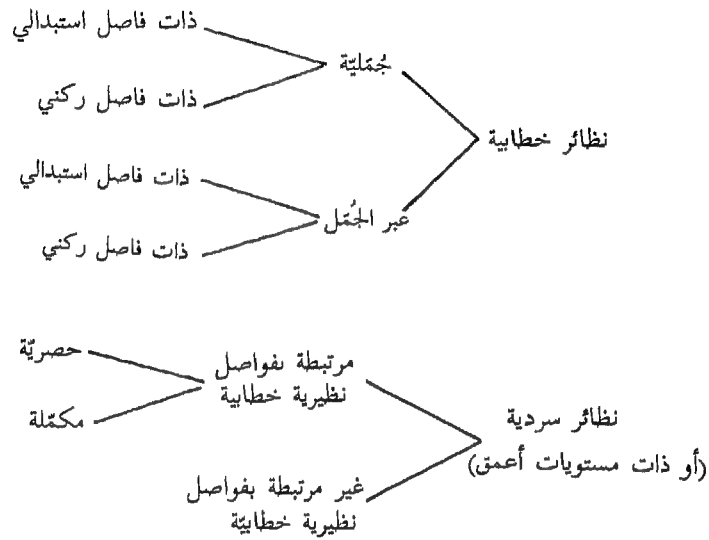 ذات فاصل استبدالي
جُمَليّة
ذات فاصل ركني
نظائر خطابية
ذات فاصل استبدالي
عبر الجُمَل
ذات فاصل ركني
حصريّة
مرتبطة بفواصل
نظيرية خطابية
مكمّلة
نظائر سردية
(أو ذات مستويات أعمق)
غير مرتبطة بفواصل
نظيرية خطابيّة